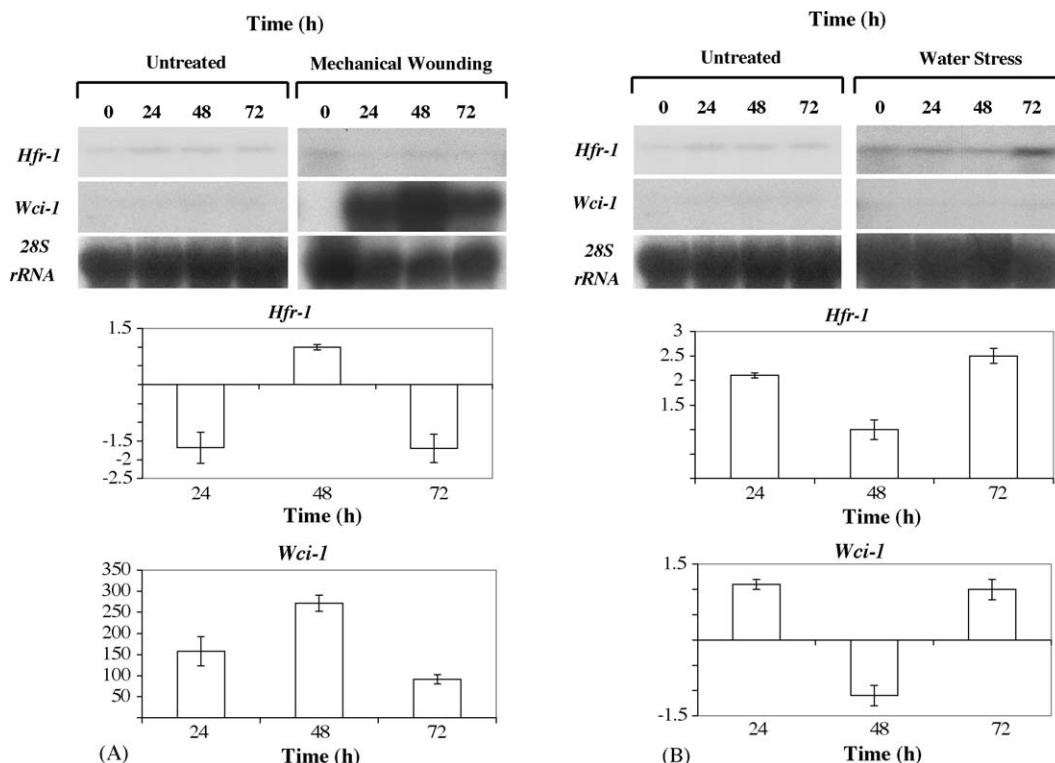 Time (h)
Untreated Mechanical Wounding
0 24 48 72 0 24 48 72
Hfr-1
Wci-1
28S
rRNA
Hfr-1
1.5
-1.5
-2
-2.5
24 48 72
Time (h)
Wci-1
350
300
250
200
150
100
50
24 48 72
(A) Time (h)
Time (h)
Untreated Water Stress
0 24 48 72 0 24 48 72
Hfr-1
Wci-1
28S
rRNA
Hfr-1
3
2.5
2
1.5
24 48 72
Time (h)
Wci-1
1.5
-1.5
24 48 72
(B) Time (h)